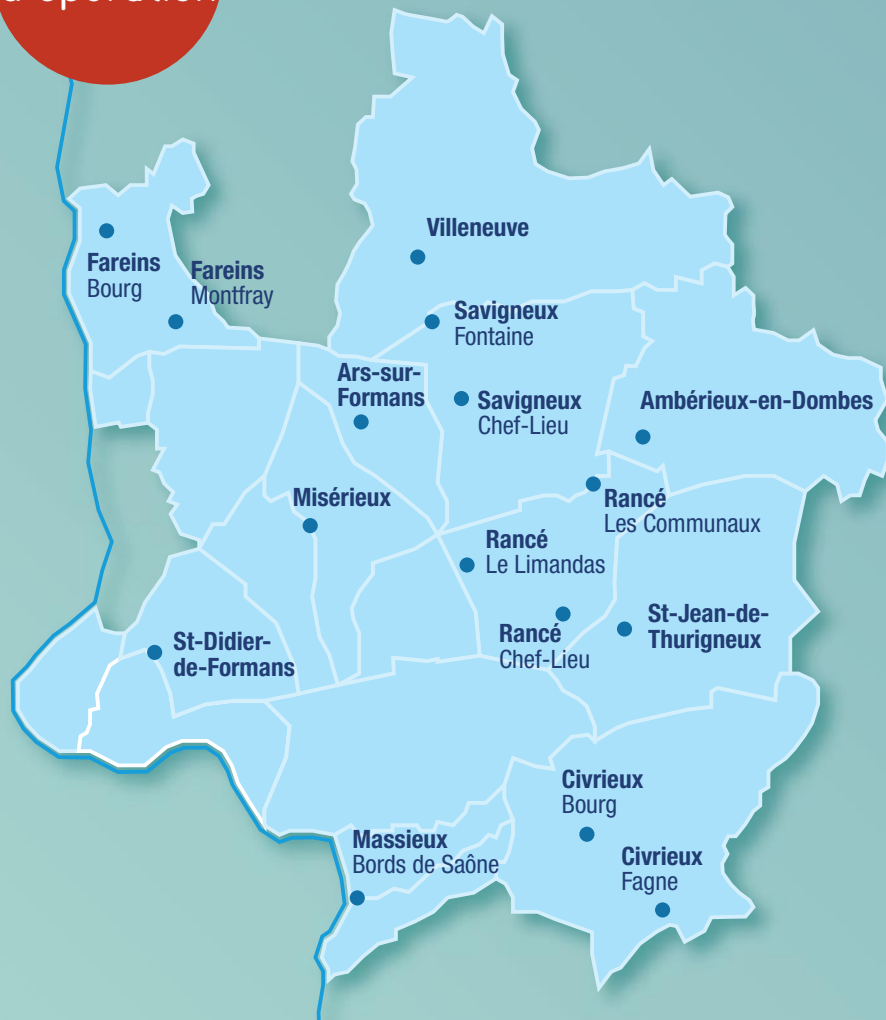 d'opération
Villeneuve
Fareins
Bourg
Fareins
Montfray
Savigneux
Fontaine
Ars-sur-
Formans
Savigneux
Chef-Lieu
Ambérieux-en-Dombes
Misérieux
Rancé
Les Communaux
Rancé
Le Limandas
St-Didier-
de-Formans
Rancé
Chef-Lieu
St-Jean-de-
Thurigneux
Civrieux
Bourg
Massieux
Bords de Saône
Civrieux
Fagne